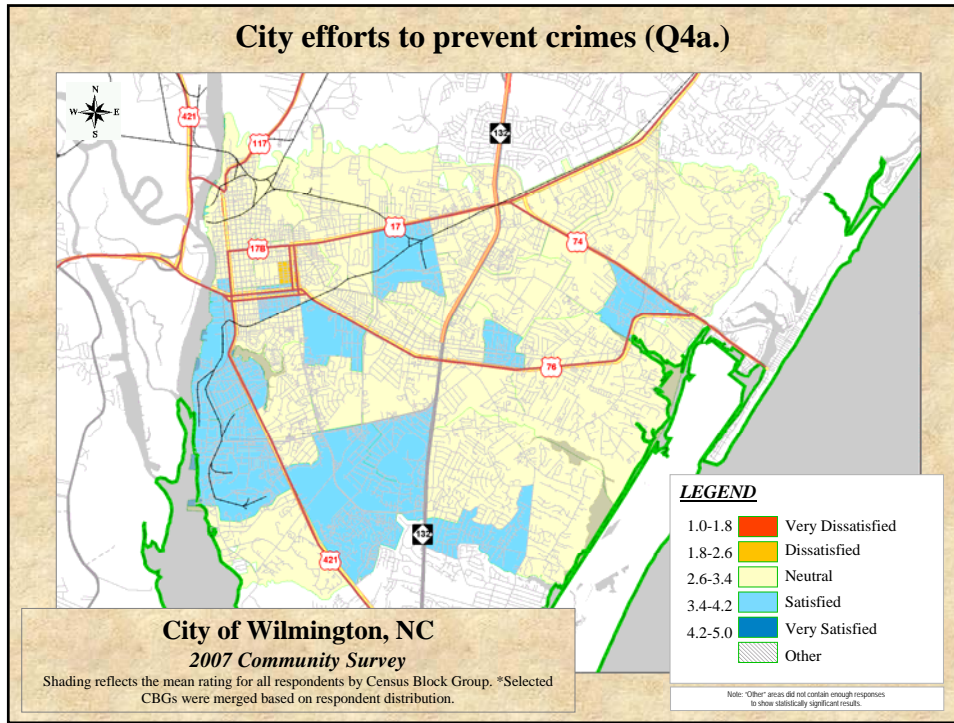 City efforts to prevent crimes (Q4a.)
N
W E
S
421
117
132
17
17B
74
76
132
421
LEGEND
1.0-1.8 Very Dissatisfied
1.8-2.6 Dissatisfied
2.6-3.4 Neutral
3.4-4.2 Satisfied
4.2-5.0 Very Satisfied
Other
City of Wilmington, NC
2007 Community Survey
Shading reflects the mean rating for all respondents by Census Block Group. *Selected
CBGs were merged based on respondent distribution.
Note: "Other" areas did not contain enough responses
to show statistically significant results.